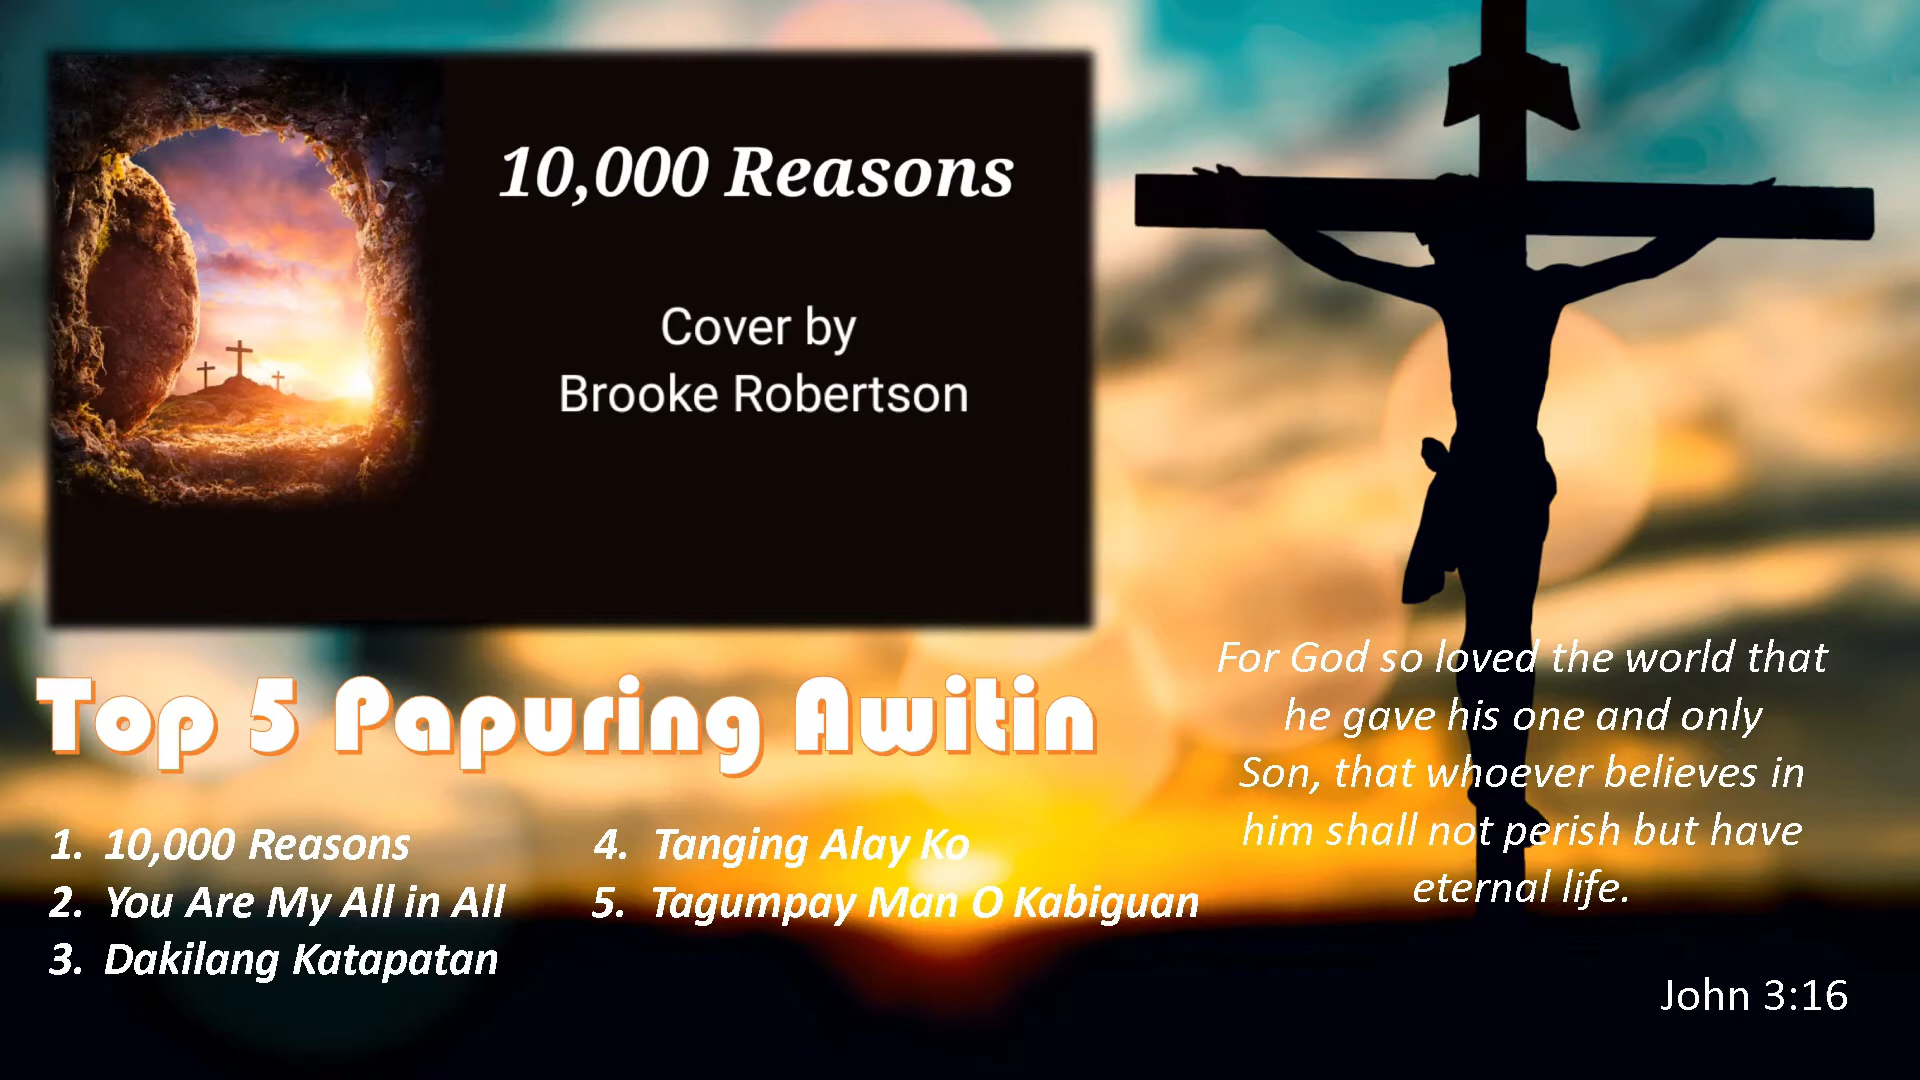 10,000 Reasons
Cover by
Brooke Robertson
Top 5 Papuring Awitin
1. 10,000 Reasons
2. You Are My All in All
3. Dakilang Katapatan
4. Tanging Alay Ko
5. Tagumpay Man O Kabiguan
For God so loved the world that
he gave his one and only
Son, that whoever believes in
him shall not perish but have
eternal life.
John 3:16